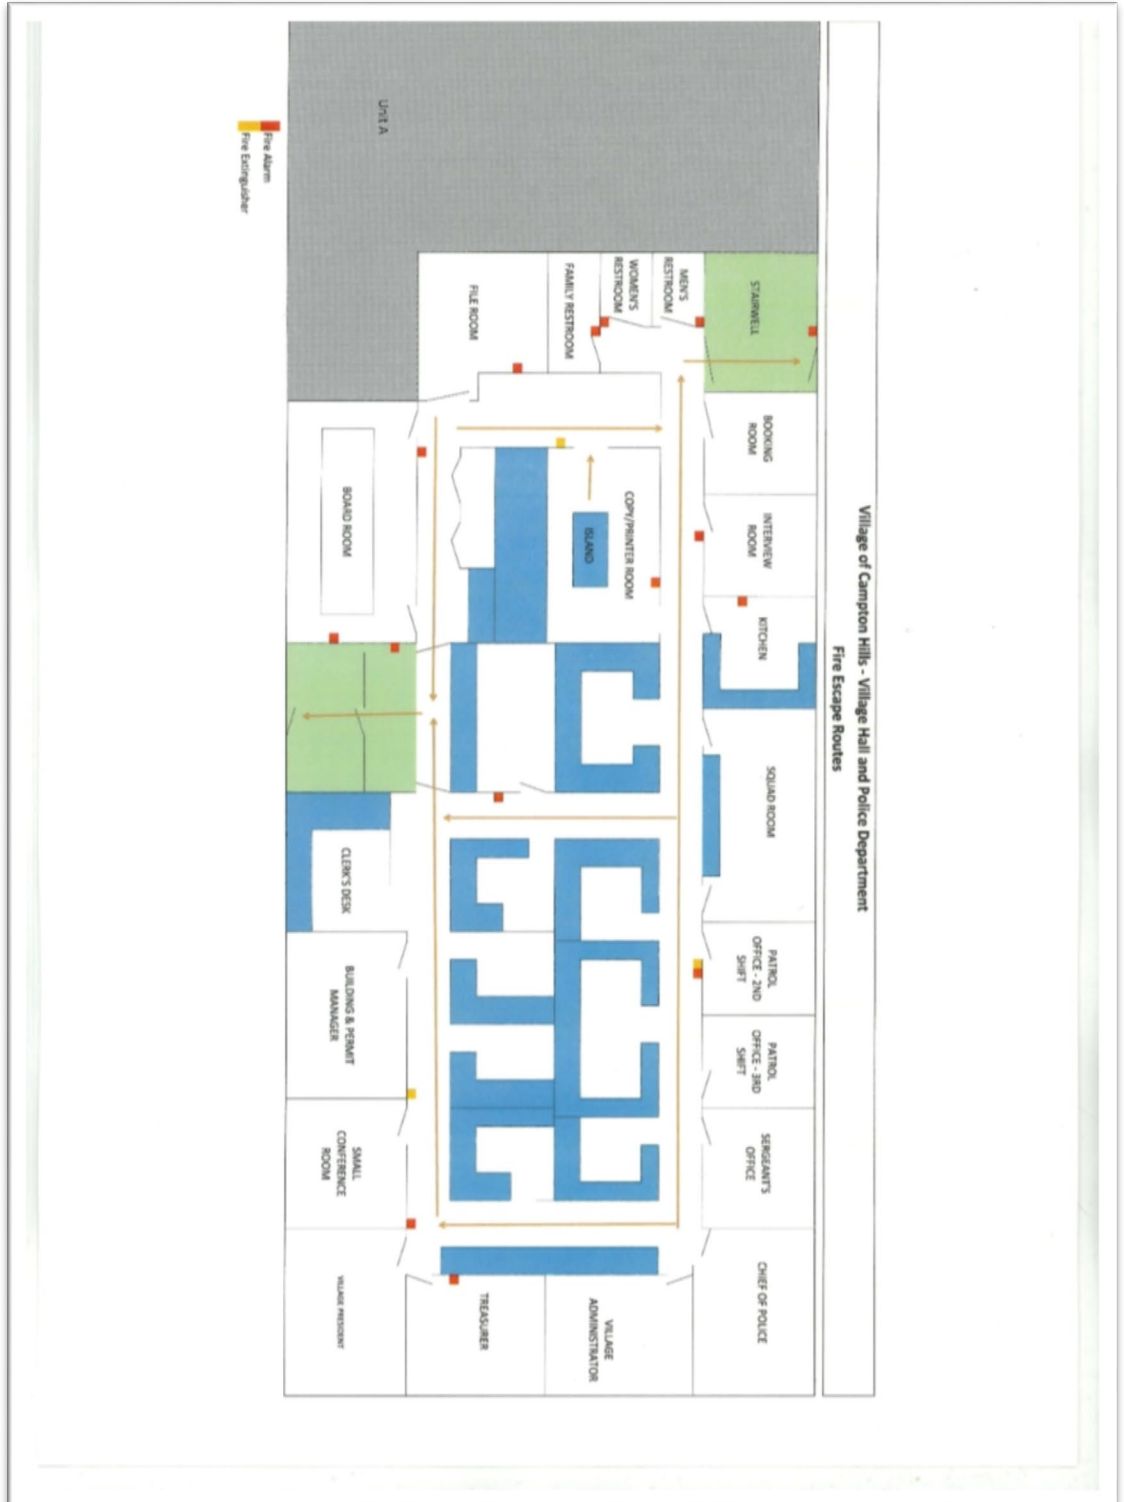 Village of Campton Hills - Village Hall and Police Department
Fire Escape Routes
STAIRWELL
BOOKING
ROOM
INTERVIEW
ROOM
KITCHEN
SQUAD ROOM
PATROL
OFFICE - 2ND
SHIFT
PATROL
OFFICE - 3RD
SHIFT
SERGEANT'S
OFFICE
CHIEF OF POLICE
MEN'S
RESTROOM
WOMEN'S
RESTROOM
FAMILY RESTROOM
FILE ROOM
COPY/PRINTER ROOM
ISLAND
VILLAGE
ADMINISTRATOR
TREASURER
Unit A
BOARD ROOM
CLERK'S DESK
BUILDING & PERMIT
MANAGER
SMALL
CONFERENCE
ROOM
VILLAGE PRESIDENT
Fire Alarm
Fire Extinguisher